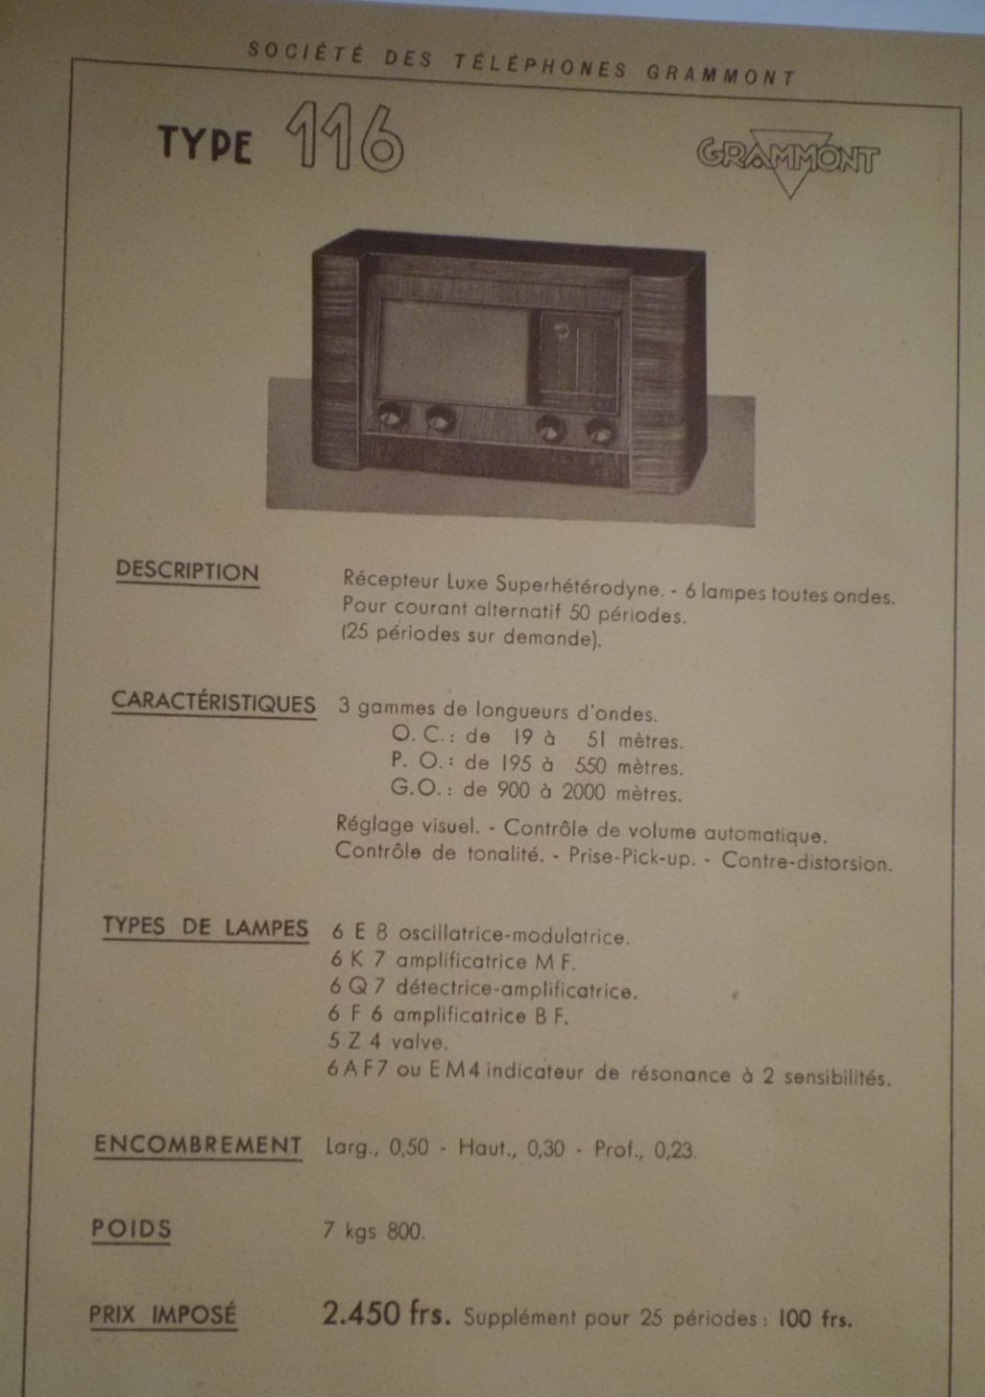 SOCIÉTÉ DES TÉLÉPHONES GRAMMONT
TYPE 116
GRAMMONT
DESCRIPTION Récepteur Luxe Superhétérodyne. - 6 lampes toutes ondes.
Pour courant alternatif 50 périodes.
(25 périodes sur demande).
CARACTÉRISTIQUES 3 gammes de longueurs d'ondes.
O. C. : de 19 à 51 mètres.
P. O. : de 195 à 550 mètres.
G.O. : de 900 à 2000 mètres.
Réglage visuel. - Contrôle de volume automatique.
Contrôle de tonalité. - Prise-Pick-up. - Contre-distorsion.
TYPES DE LAMPES 6 E 8 oscillatrice-modulatrice.
6 K 7 amplificatrice M F.
6 Q 7 détectrice-amplificatrice.
6 F 6 amplificatrice B F.
5 Z 4 valve.
6 A F7 ou E M 4 indicateur de résonance à 2 sensibilités.
ENCOMBREMENT Larg., 0,50 - Haut., 0,30 - Prof., 0,23.
POIDS 7 kgs 800.
PRIX IMPOSÉ 2.450 frs. Supplément pour 25 périodes : 100 frs.